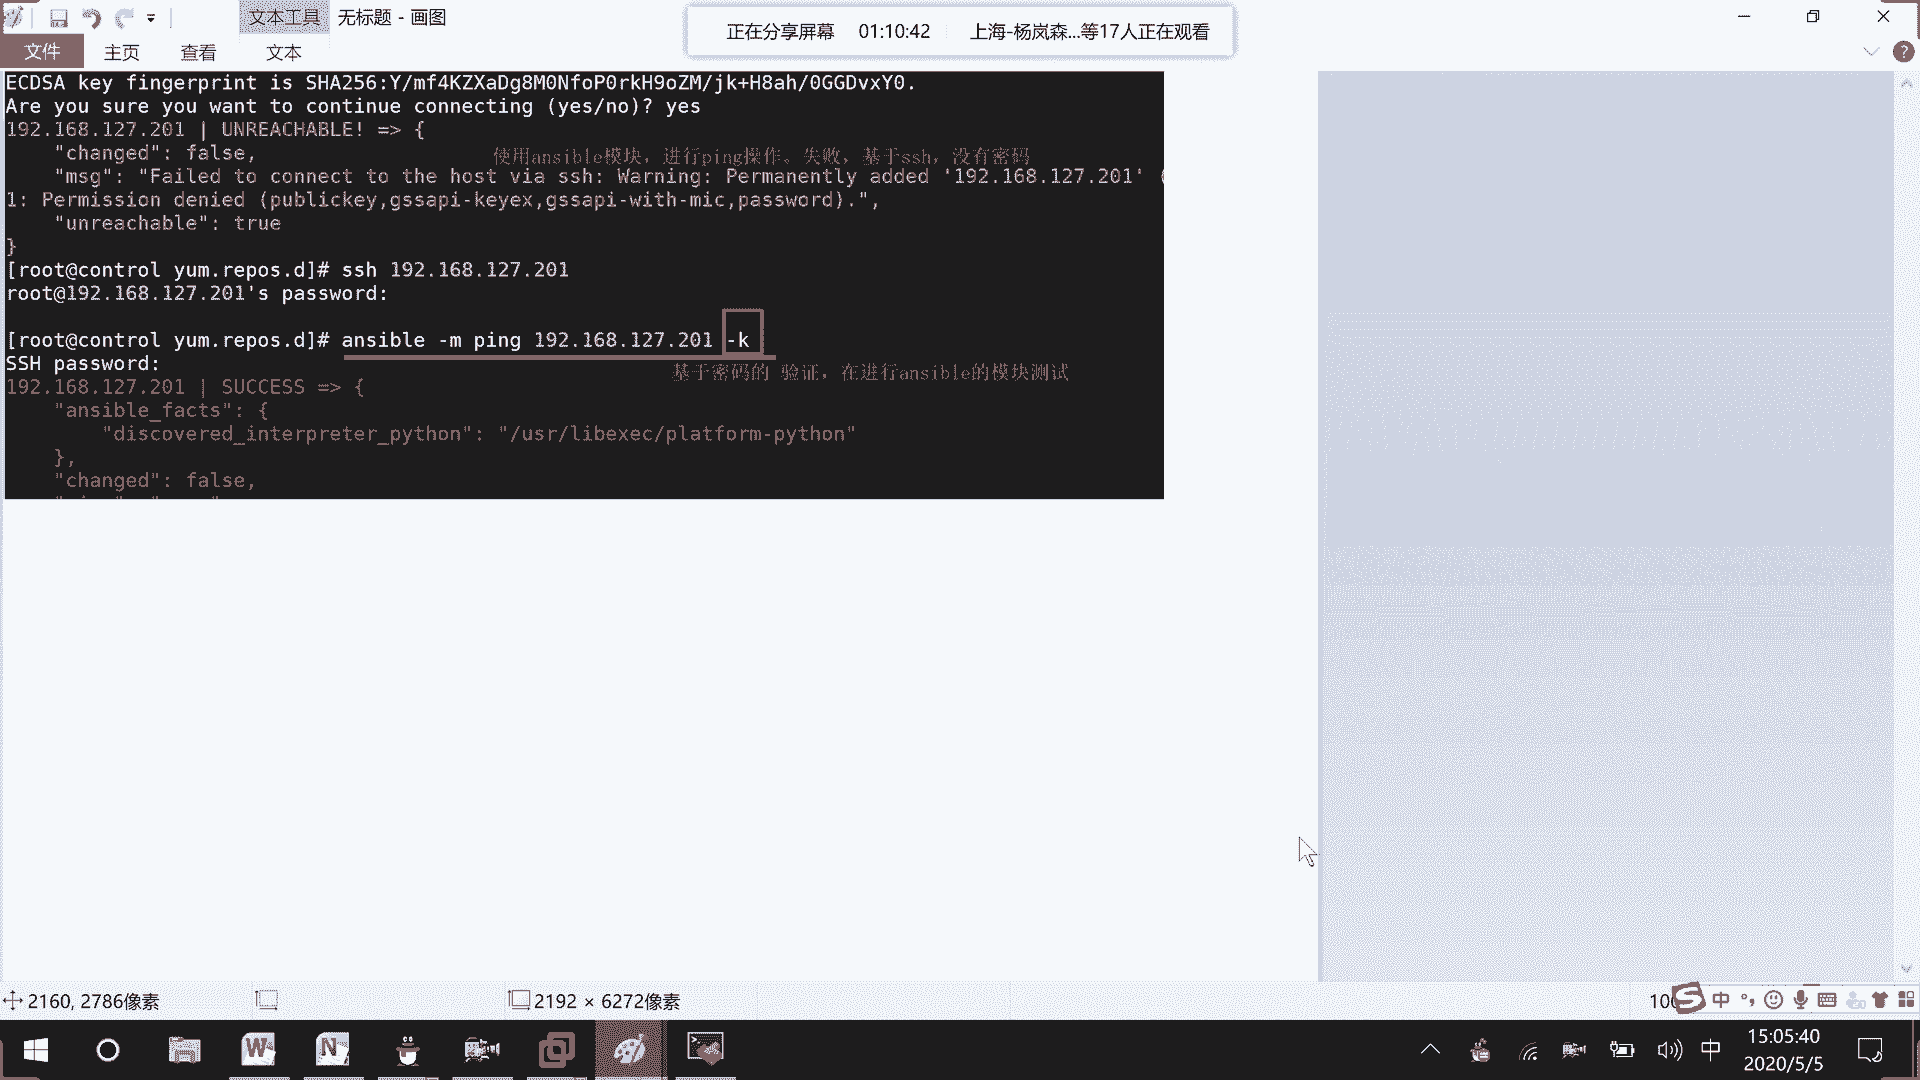 文本工具
无标题 - 画图
正在分享屏幕 01:10:42 上海-杨岚森...等17人正在观看
文件 主页 查看 文本
ECDSA key fingerprint is SHA256:Y/mf4KZXaDg8M0NfoP0rkH9oZM/jk+H8ah/0GGDvxY0.
Are you sure you want to continue connecting (yes/no)? yes
192.168.127.201 | UNREACHABLE! => {
"changed": false,
使用ansible模块，进行ping操作。失败，基于ssh，没有密码
"msg": "Failed to connect to the host via ssh: Warning: Permanently added '192.168.127.201' (
1: Permission denied (publickey,gssapi-keyex,gssapi-with-mic,password).",
"unreachable": true
}
[root@control yum.repos.d]# ssh 192.168.127.201
root@192.168.127.201's password:
[root@control yum.repos.d]# ansible -m ping 192.168.127.201 -k
SSH password:
基于密码的 验证，在进行ansible的模块测试
192.168.127.201 | SUCCESS => {
"ansible_facts": {
"discovered_interpreter_python": "/usr/libexec/platform-python"
},
"changed": false,
2160, 2786像素
2192 × 6272像素
中
中
15:05:40
2020/5/5